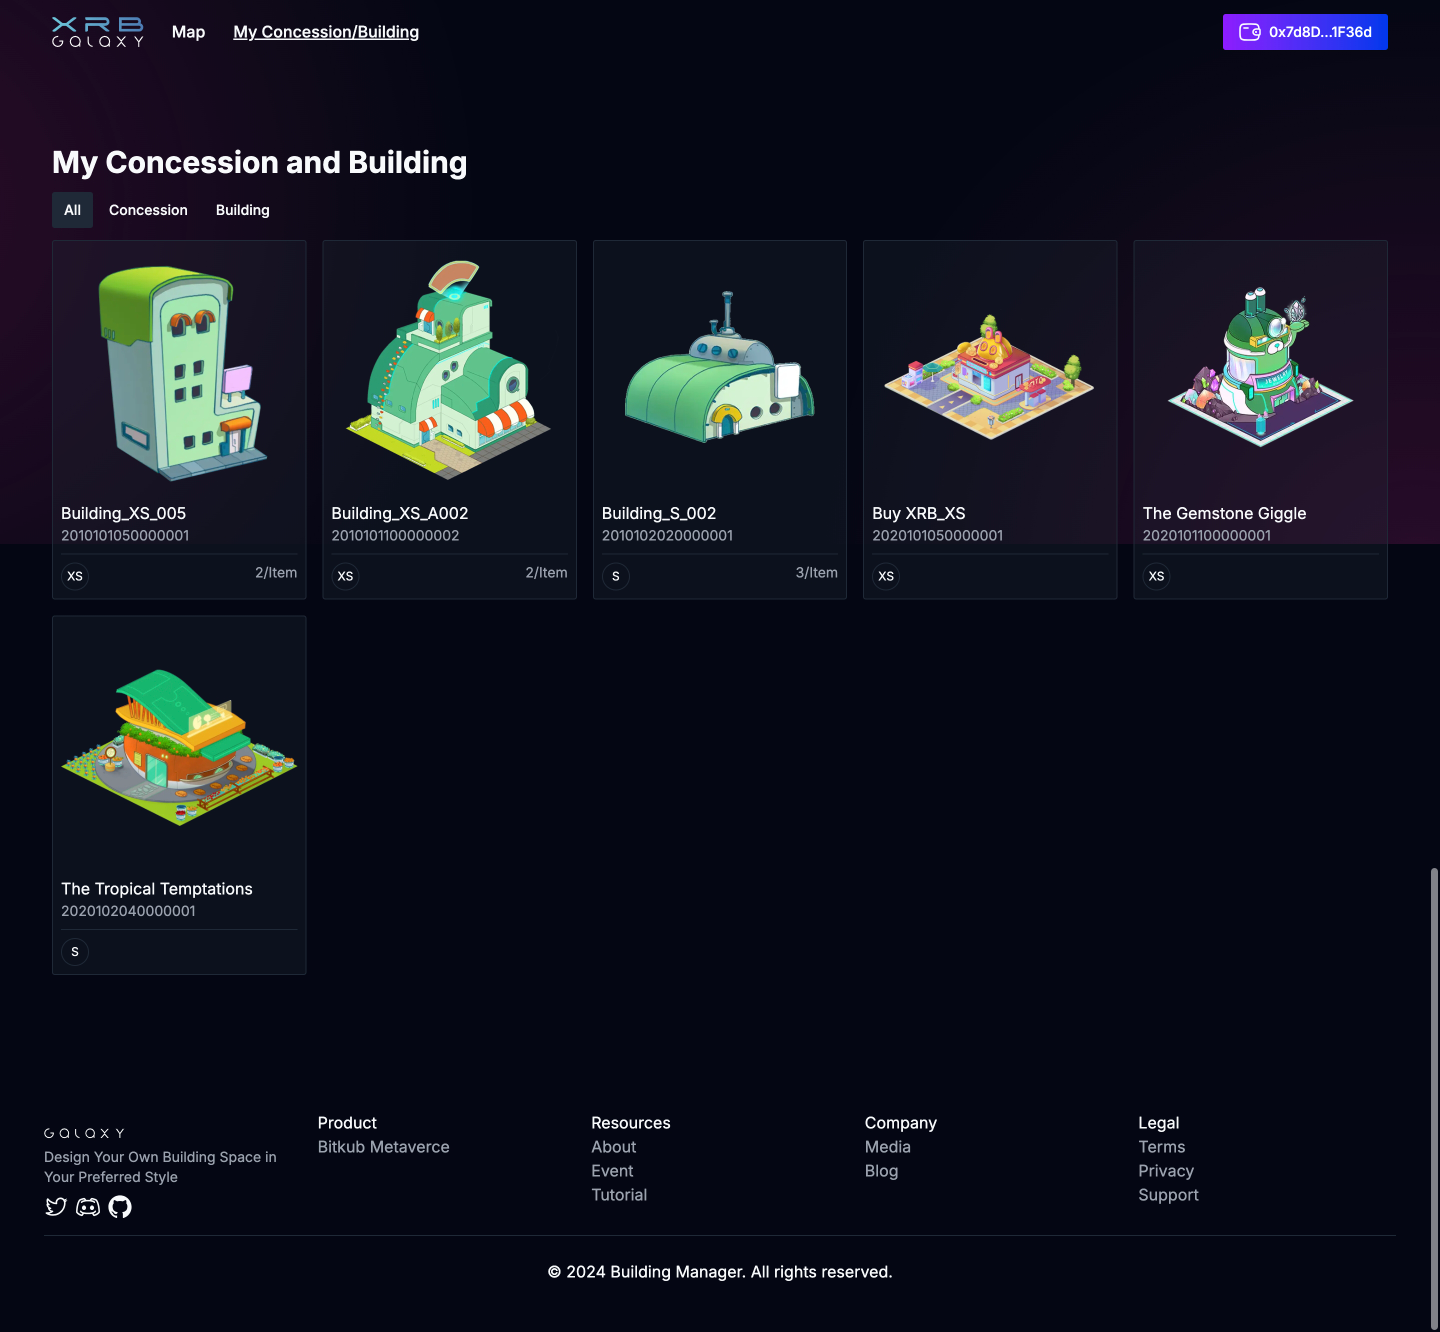 XRB
GALAXY
Map
My Concession/Building
0x7d8D...1F36d
My Concession and Building
All
Concession
Building
Building_XS_005
2010101050000001
XS
2/Item
Building_XS_A002
2010101100000002
XS
2/Item
Building_S_002
2010102020000001
S
3/Item
Buy XRB_XS
2020101050000001
XS
JEWELRY
The Gemstone Giggle
2020101100000001
XS
The Tropical Temptations
2020102040000001
S
GALAXY
Design Your Own Building Space in
Your Preferred Style
Product
Bitkub Metaverce
Resources
About
Event
Tutorial
Company
Media
Blog
Legal
Terms
Privacy
Support
© 2024 Building Manager. All rights reserved.